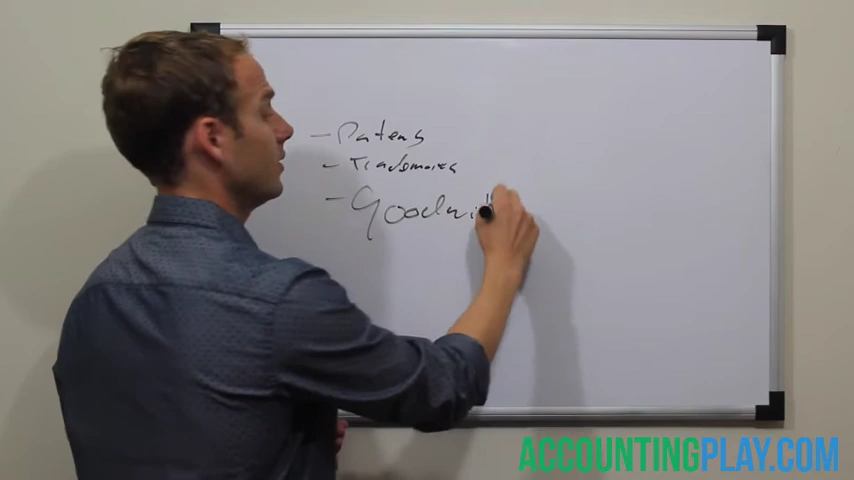 - Patents
- Trademarks
- Goodwill
ACCOUNTINGPLAY.COM